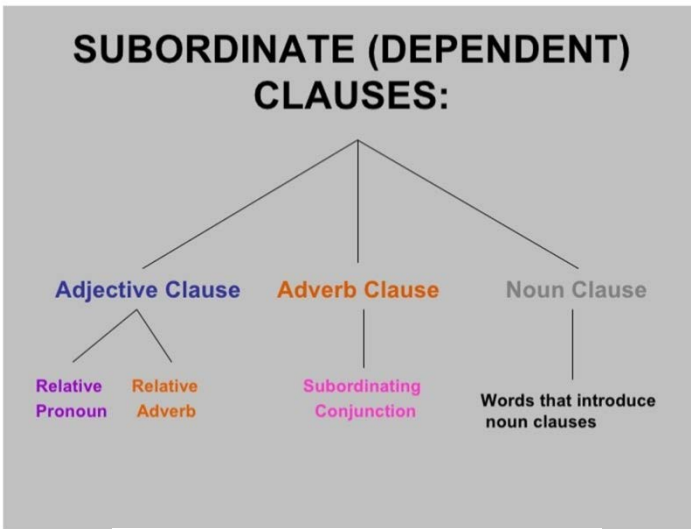 SUBORDINATE (DEPENDENT)
CLAUSES:
Adjective Clause
Adverb Clause
Noun Clause
Relative
Pronoun
Relative
Adverb
Subordinating
Conjunction
Words that introduce
noun clauses